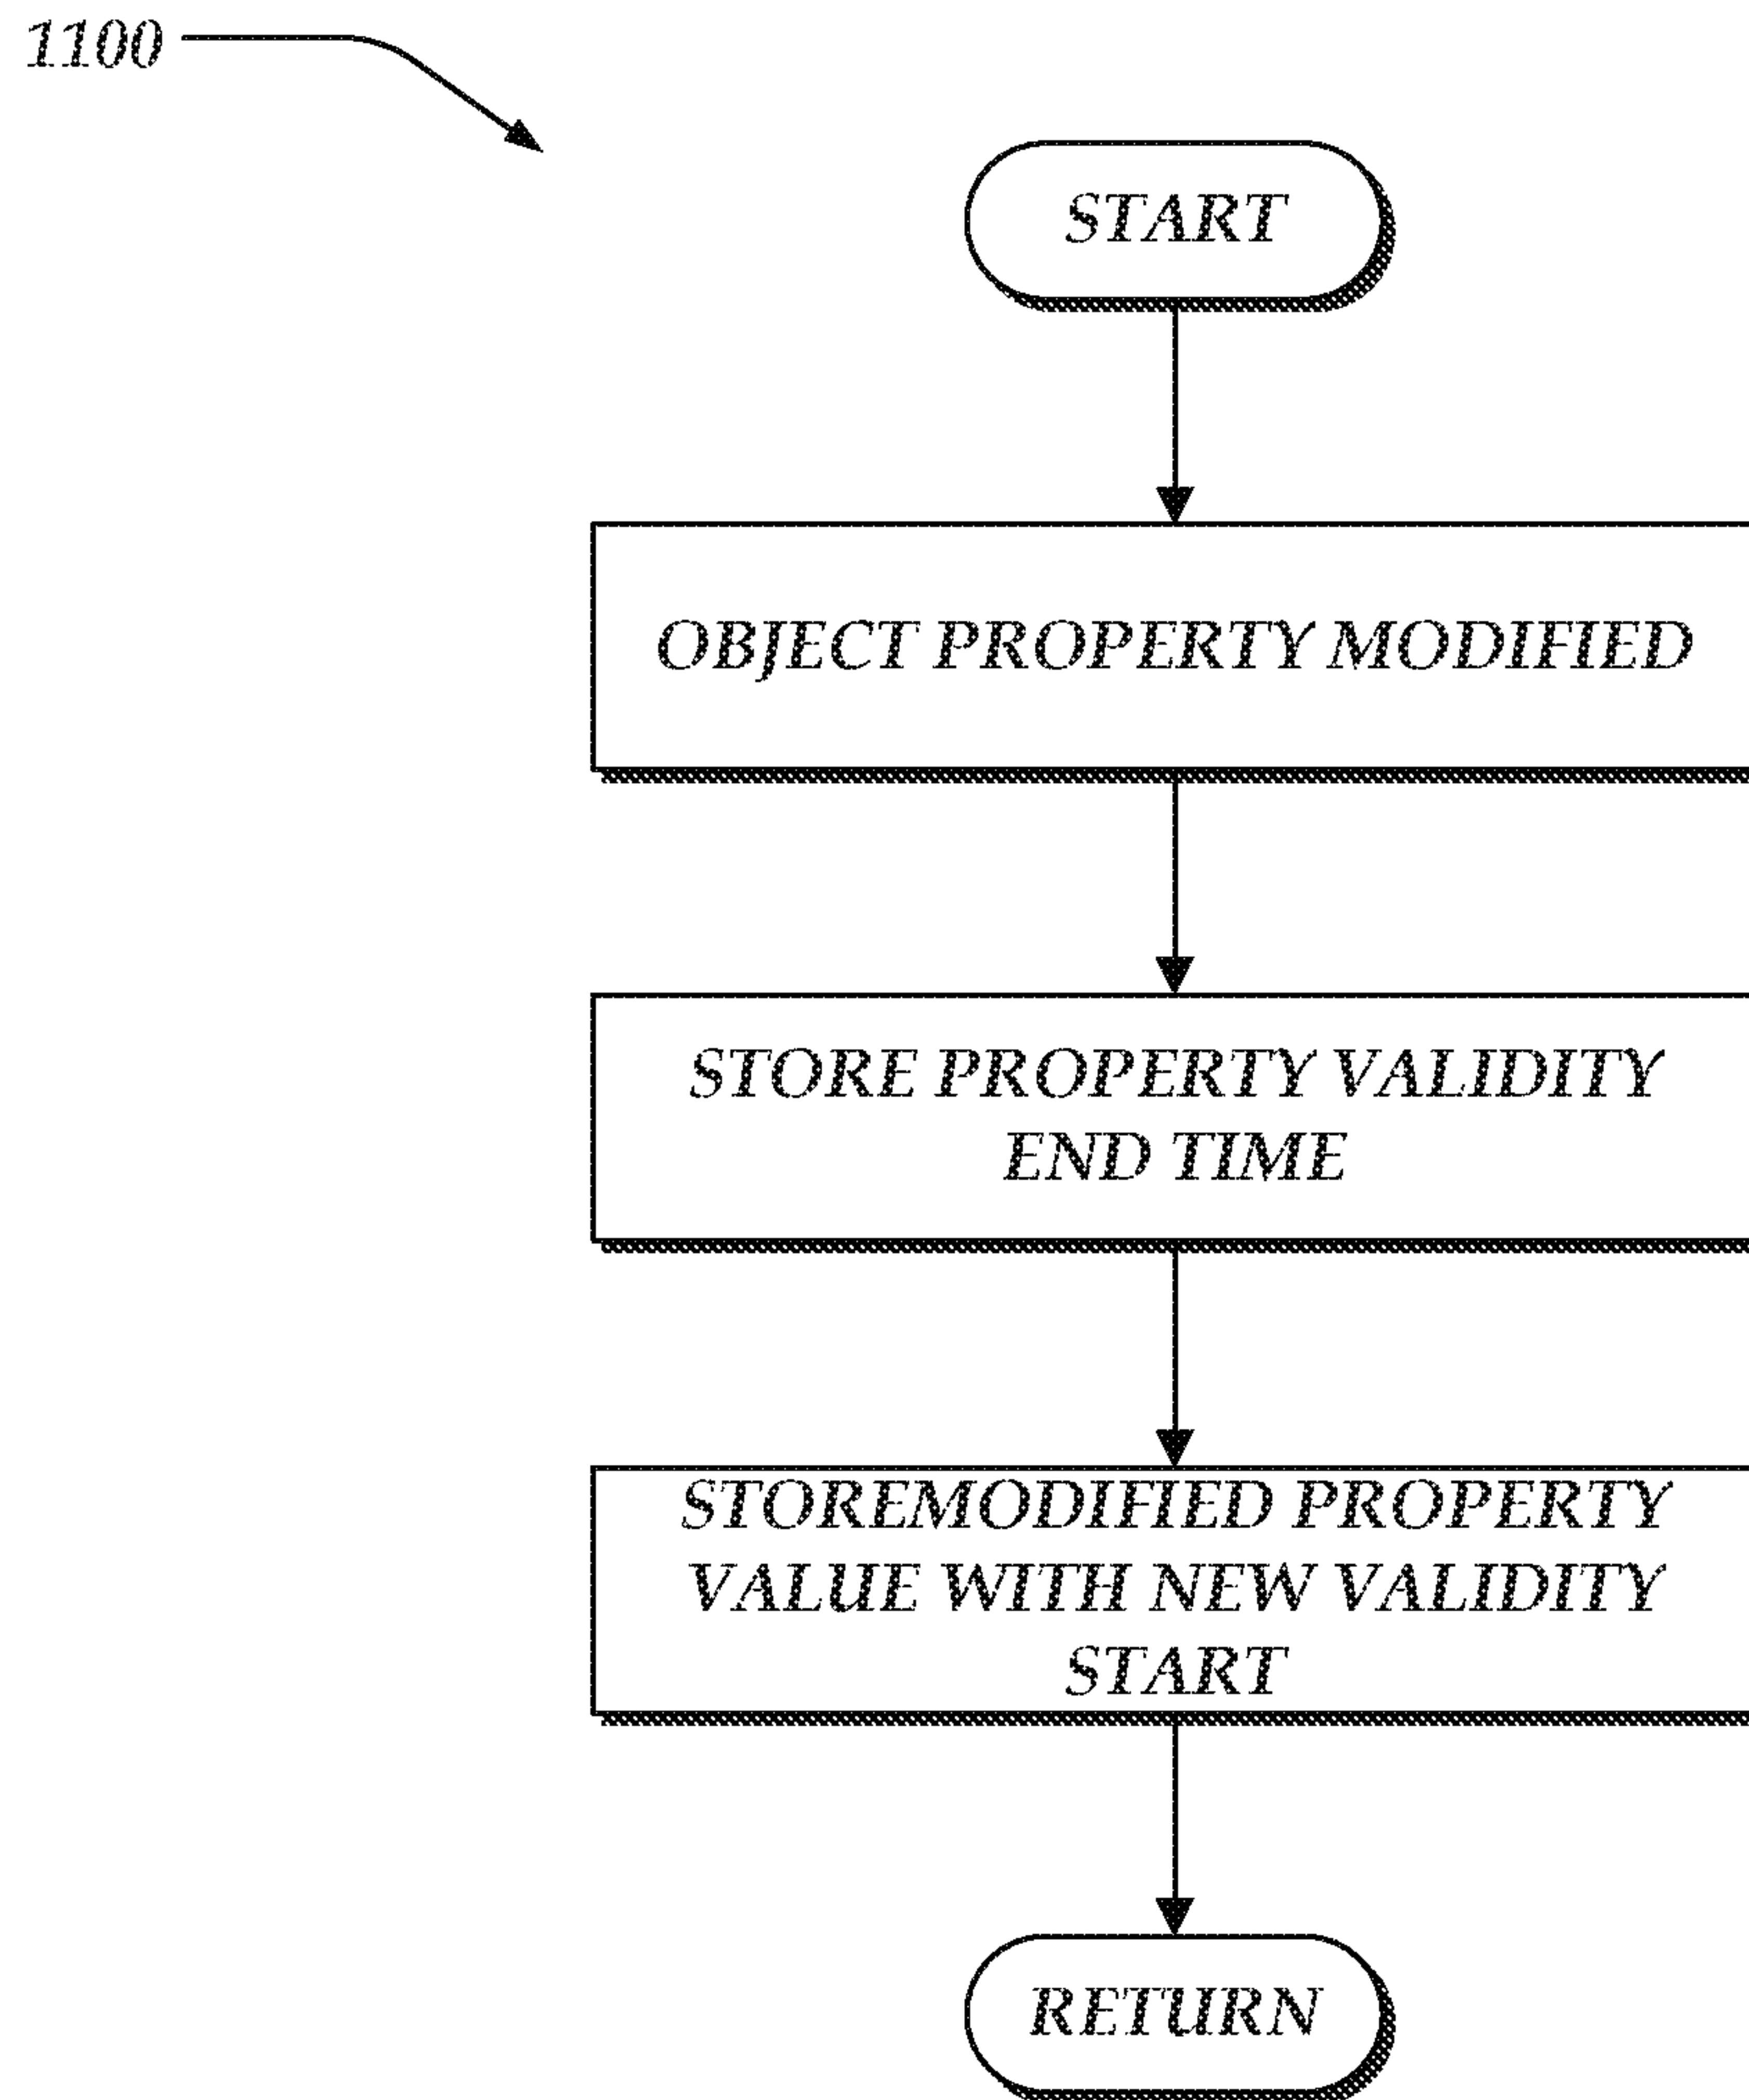 1100
START
OBJECT PROPERTY MODIFIED
STORE PROPERTY VALIDITY
END TIME
STOREMODIFIED PROPERTY
VALUE WITH NEW VALIDITY
START
RETURN